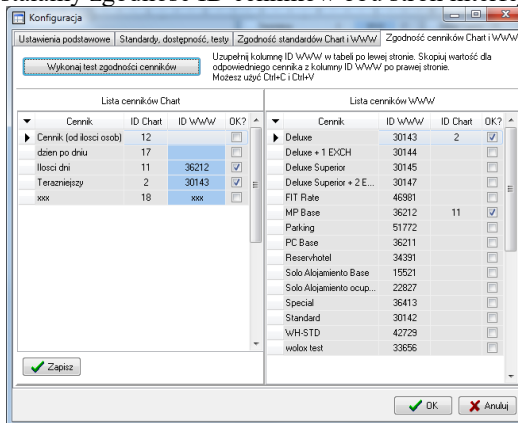 Konfiguracja
Ustawienia podstawowe Standardy, dostępność, testy Zgodność standardów Chart i WWW Zgodność cenników Chart i WWW
Wykonaj test zgodności cenników
Uzupełnij kolumnę ID WWW w tabeli po lewej stronie. Skopiuj wartość dla
odpowiedniego cennika z kolumny ID WWW po prawej stronie.
Możesz użyć Ctrl+C i Ctrl+V
Lista cenników Chart
Cennik ID Chart ID WWW OK?
Cennik (od ilosci osob) 12
dzien po dniu 17
Ilosci dni 11 36212
Terazniejszy 2 30143
xxx 18 xxx
Zapisz
Lista cenników WWW
Cennik ID WWW ID Chart OK?
Deluxe 30143 2
Deluxe + 1 EXCH 30144
Deluxe Superior 30145
Deluxe Superior + 2 E... 30147
FIT Rate 46981
MP Base 36212 11
Parking 51772
PC Base 36211
Reservhotel 34391
Solo Alojamiento Base 15521
Solo Alojamiento ocup... 22827
Special 36413
Standard 30142
WH-STD 42729
wolox test 33656
OK Anuluj